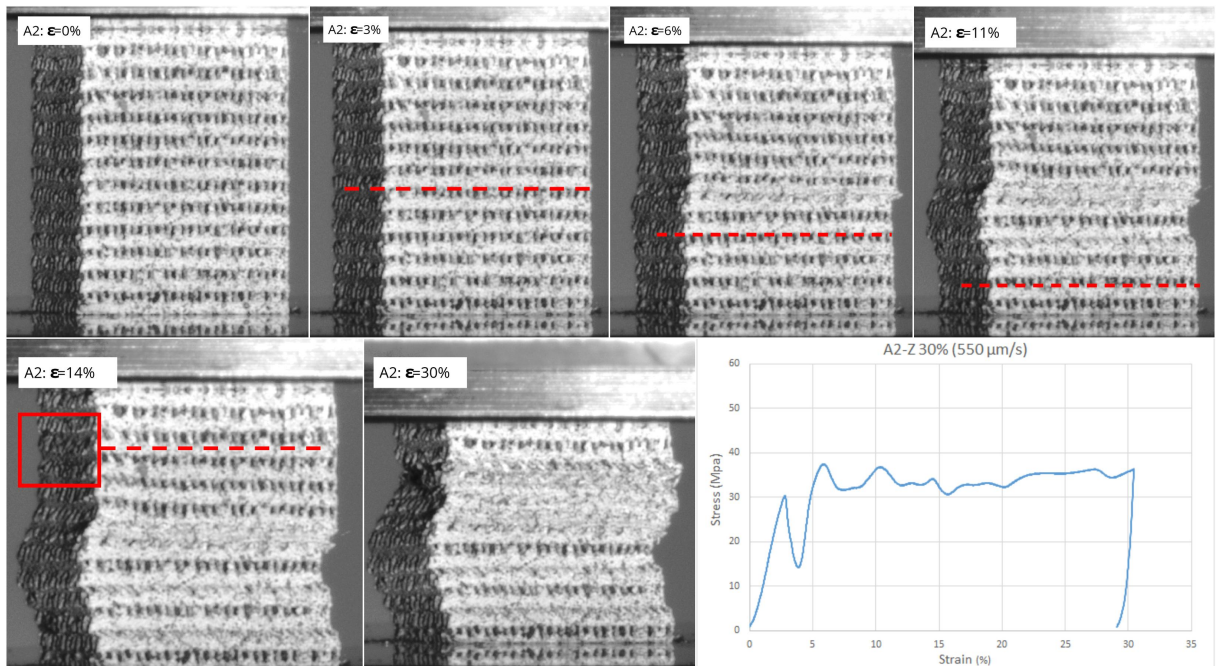 A2: ε=0%
A2: ε=3%
A2: ε=6%
A2: ε=11%
A2: ε=14%
A2: ε=30%
A2-Z 30% (550 µm/s)
Stress (Mpa)
60
50
40
30
20
10
0
0 5 10 15 20 25 30 35
Strain (%)